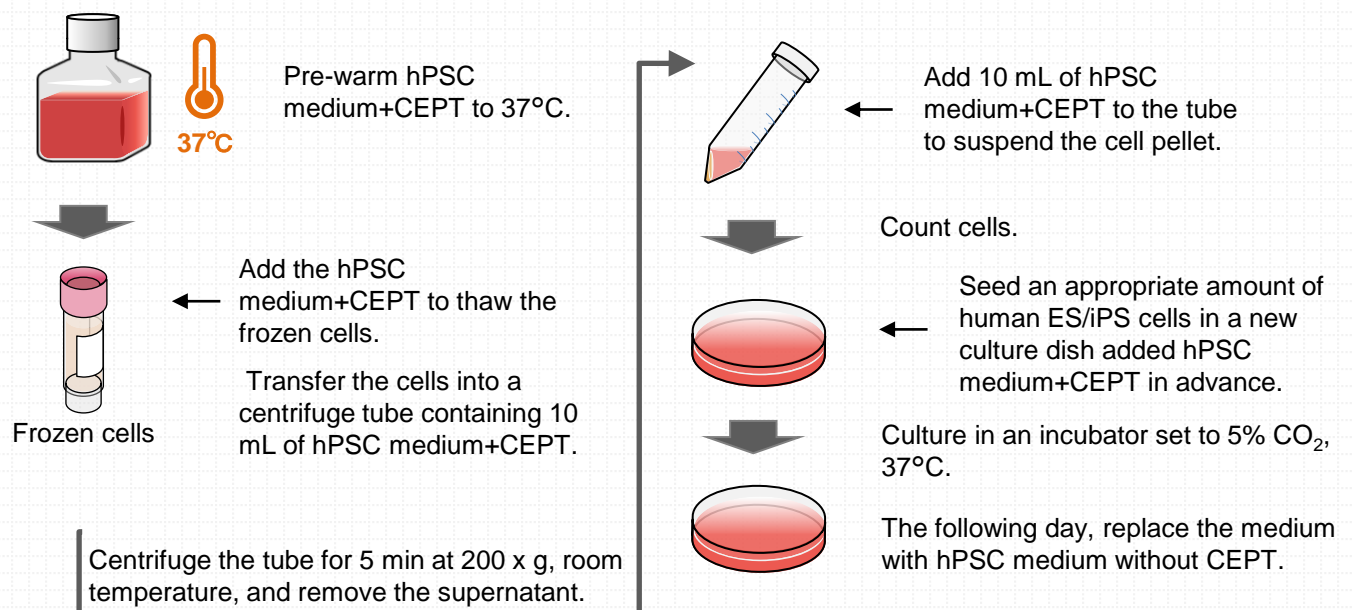 37℃
Pre-warm hPSC
medium+CEPT to 37°C.
Frozen cells
Add the hPSC
medium+CEPT to thaw the
frozen cells.
Transfer the cells into a
centrifuge tube containing 10
mL of hPSC medium+CEPT.
Centrifuge the tube for 5 min at 200 x g, room
temperature, and remove the supernatant.
Add 10 mL of hPSC
medium+CEPT to the tube
to suspend the cell pellet.
Count cells.
Seed an appropriate amount of
human ES/iPS cells in a new
culture dish added hPSC
medium+CEPT in advance.
Culture in an incubator set to 5% CO₂,
37°C.
The following day, replace the medium
with hPSC medium without CEPT.